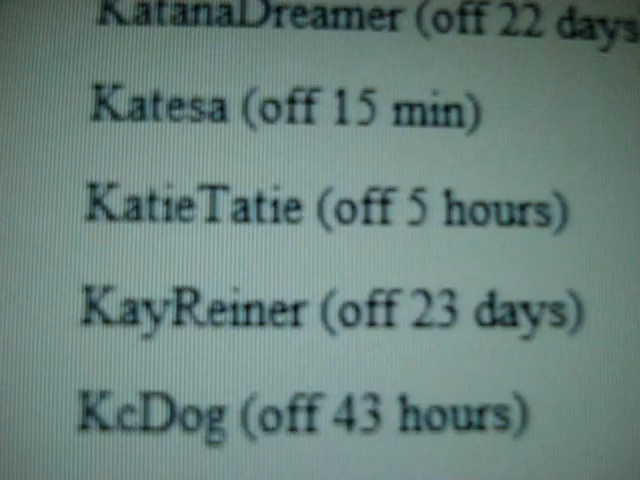 KatanaDreamer (off 22 days
Katesa (off 15 min)
KatieTatie (off 5 hours)
KayReiner (off 23 days)
KcDog (off 43 hours)